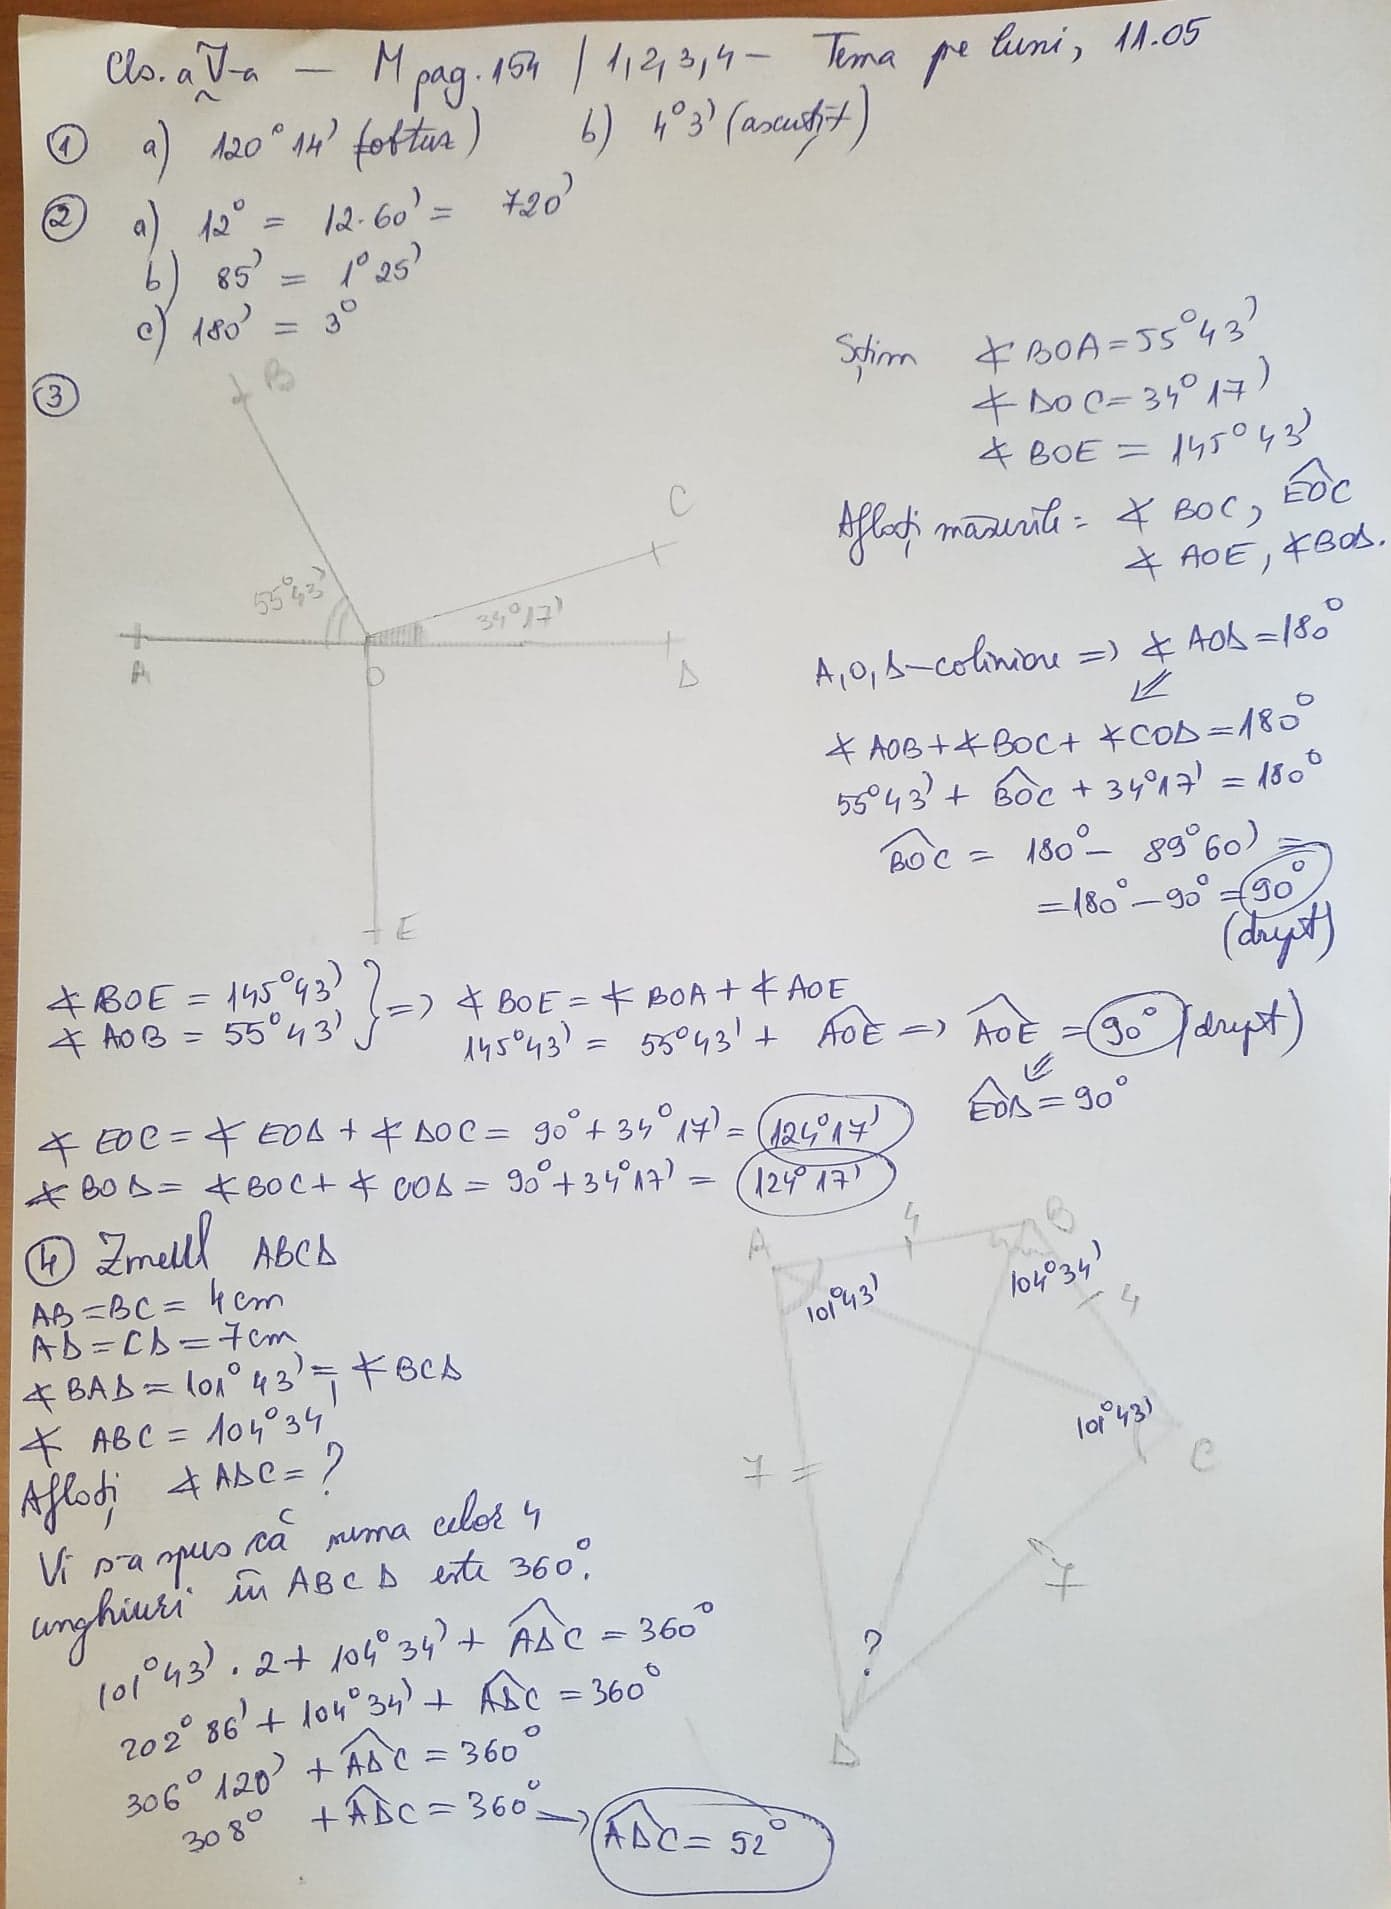 Cls. a V-a — M pag. 154 / 1,2,3,4 — Tema pe luni, 11.05
① a) 120°14' (obtuz) b) 4°3' (ascuțit)
② a) 12° = 12·60' = 720'
b) 85' = 1°25'
c) 180' = 3°
③
B
C
55°43'
34°17'
A
O
D
E
Știm ∢BOA = 55°43'
∢DOC = 34°17'
∢BOE = 145°43'
Aflați măsurile = ∢BOC, EOC
∢AOE, ∢BOD.
A,O,D – coliniare => ∢AOD = 180°
⇙
∢AOB + ∢BOC + ∢COD = 180°
55°43' + BOC + 34°17' = 180°
BOC = 180° – 89°60' =
= 180° – 90° = 90°
(drept)
∢BOE = 145°43'
∢AOB = 55°43' } => ∢BOE = ∢BOA + ∢AOE
145°43' = 55°43' + AOE => AOE = 90° (drept)
⇙
EOD = 90°
∢EOC = ∢EOD + ∢DOC = 90° + 34°17' = 124°17'
∢BOD = ∢BOC + ∢COD = 90° + 34°17' = 124°17'
④ Zmeul ABCD
AB = BC = 4 cm
AD = CD = 7 cm
∢BAD = 101°43' = ∢BCD
∢ABC = 104°34'
Aflați ∢ADC = ?
Vi s-a spus că suma celor 4
unghiuri în ABCD este 360°.
101°43' · 2 + 104°34' + ADC = 360°
202°86' + 104°34' + ADC = 360°
306°120' + ADC = 360°
308° + ADC = 360° => ADC = 52°
A
4
B
101°43'
104°34'
4
101°43'
C
7
7
?
D